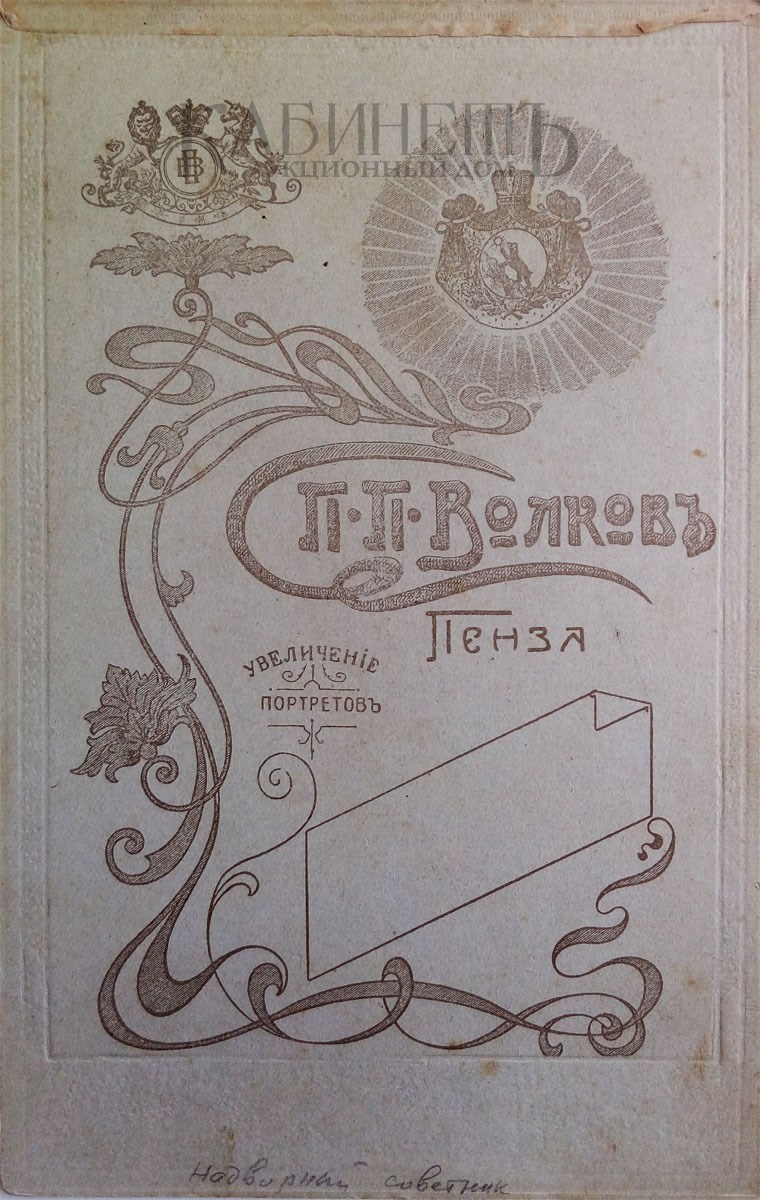 КАБИНЕТЪ
АУКЦИОННЫЙ ДОМ
П·П·Волковъ
Пенза
УВЕЛИЧЕНІЕ
ПОРТРЕТОВЪ
Надворный советник